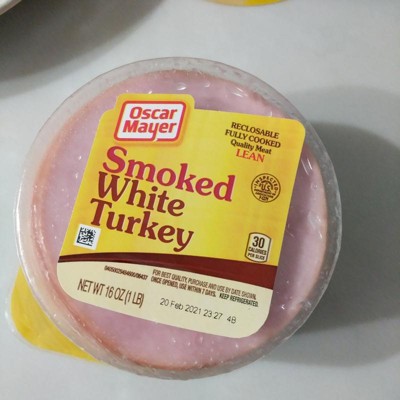 Oscar
Mayer
RECLOSABLE
FULLY COOKED
Quality Meat
LEAN
Smoked
White
Turkey
30
CALORIES
PER SLICE
FOR BEST QUALITY, PURCHASE AND USE BY DATE SHOWN.
ONCE OPENED, USE WITHIN 7 DAYS. KEEP REFRIGERATED.
NET WT 16 OZ (1 LB)
20 Feb 2021 23:27 4B